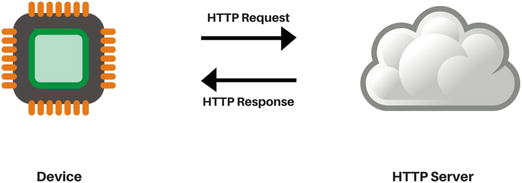 HTTP Request
HTTP Response
Device
HTTP Server